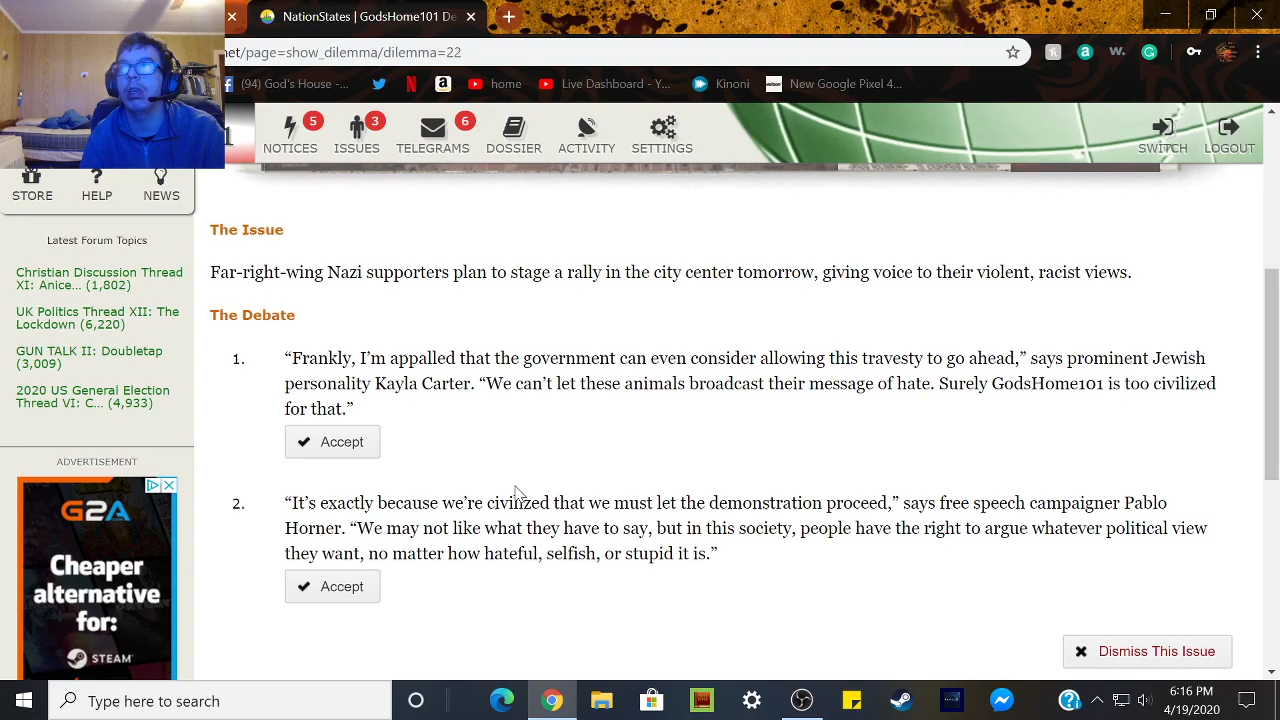 NationStates | GodsHome101 De
net/page=show_dilemma/dilemma=22
(94) God's House -...
home
Live Dashboard - Y...
Kinoni
New Google Pixel 4...
5
3
6
NOTICES
ISSUES
TELEGRAMS
DOSSIER
ACTIVITY
SETTINGS
SWITCH
LOGOUT
STORE
HELP
NEWS
Latest Forum Topics
Christian Discussion Thread
XI: Anice... (1,802)
UK Politics Thread XII: The
Lockdown (6,220)
GUN TALK II: Doubletap
(3,009)
2020 US General Election
Thread VI: C... (4,933)
ADVERTISEMENT
G2A
Cheaper
alternative
for:
STEAM
The Issue
Far-right-wing Nazi supporters plan to stage a rally in the city center tomorrow, giving voice to their violent, racist views.
The Debate
1.
“Frankly, I’m appalled that the government can even consider allowing this travesty to go ahead,” says prominent Jewish
personality Kayla Carter. “We can’t let these animals broadcast their message of hate. Surely GodsHome101 is too civilized
for that.”
Accept
2.
“It’s exactly because we’re civilized that we must let the demonstration proceed,” says free speech campaigner Pablo
Horner. “We may not like what they have to say, but in this society, people have the right to argue whatever political view
they want, no matter how hateful, selfish, or stupid it is.”
Accept
Dismiss This Issue
Type here to search
6:16 PM
4/19/2020